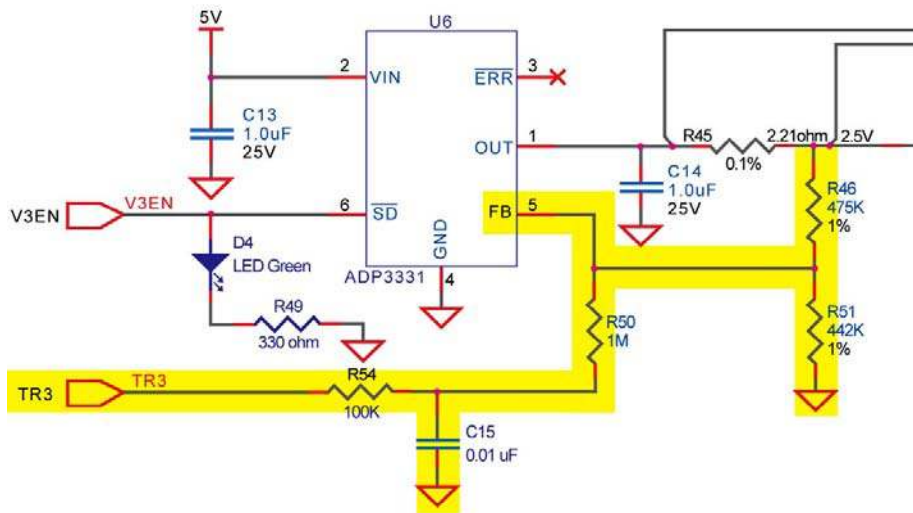 5V
U6
2
VIN
ERR
3
C13
1.0uF
25V
OUT
1
R45
2.21ohm
2.5V
0.1%
C14
1.0uF
25V
R46
475K
1%
V3EN
V3EN
6
SD
FB
5
GND
4
ADP3331
D4
LED Green
R49
330 ohm
R50
1M
R51
442K
1%
TR3
TR3
R54
100K
C15
0.01 uF